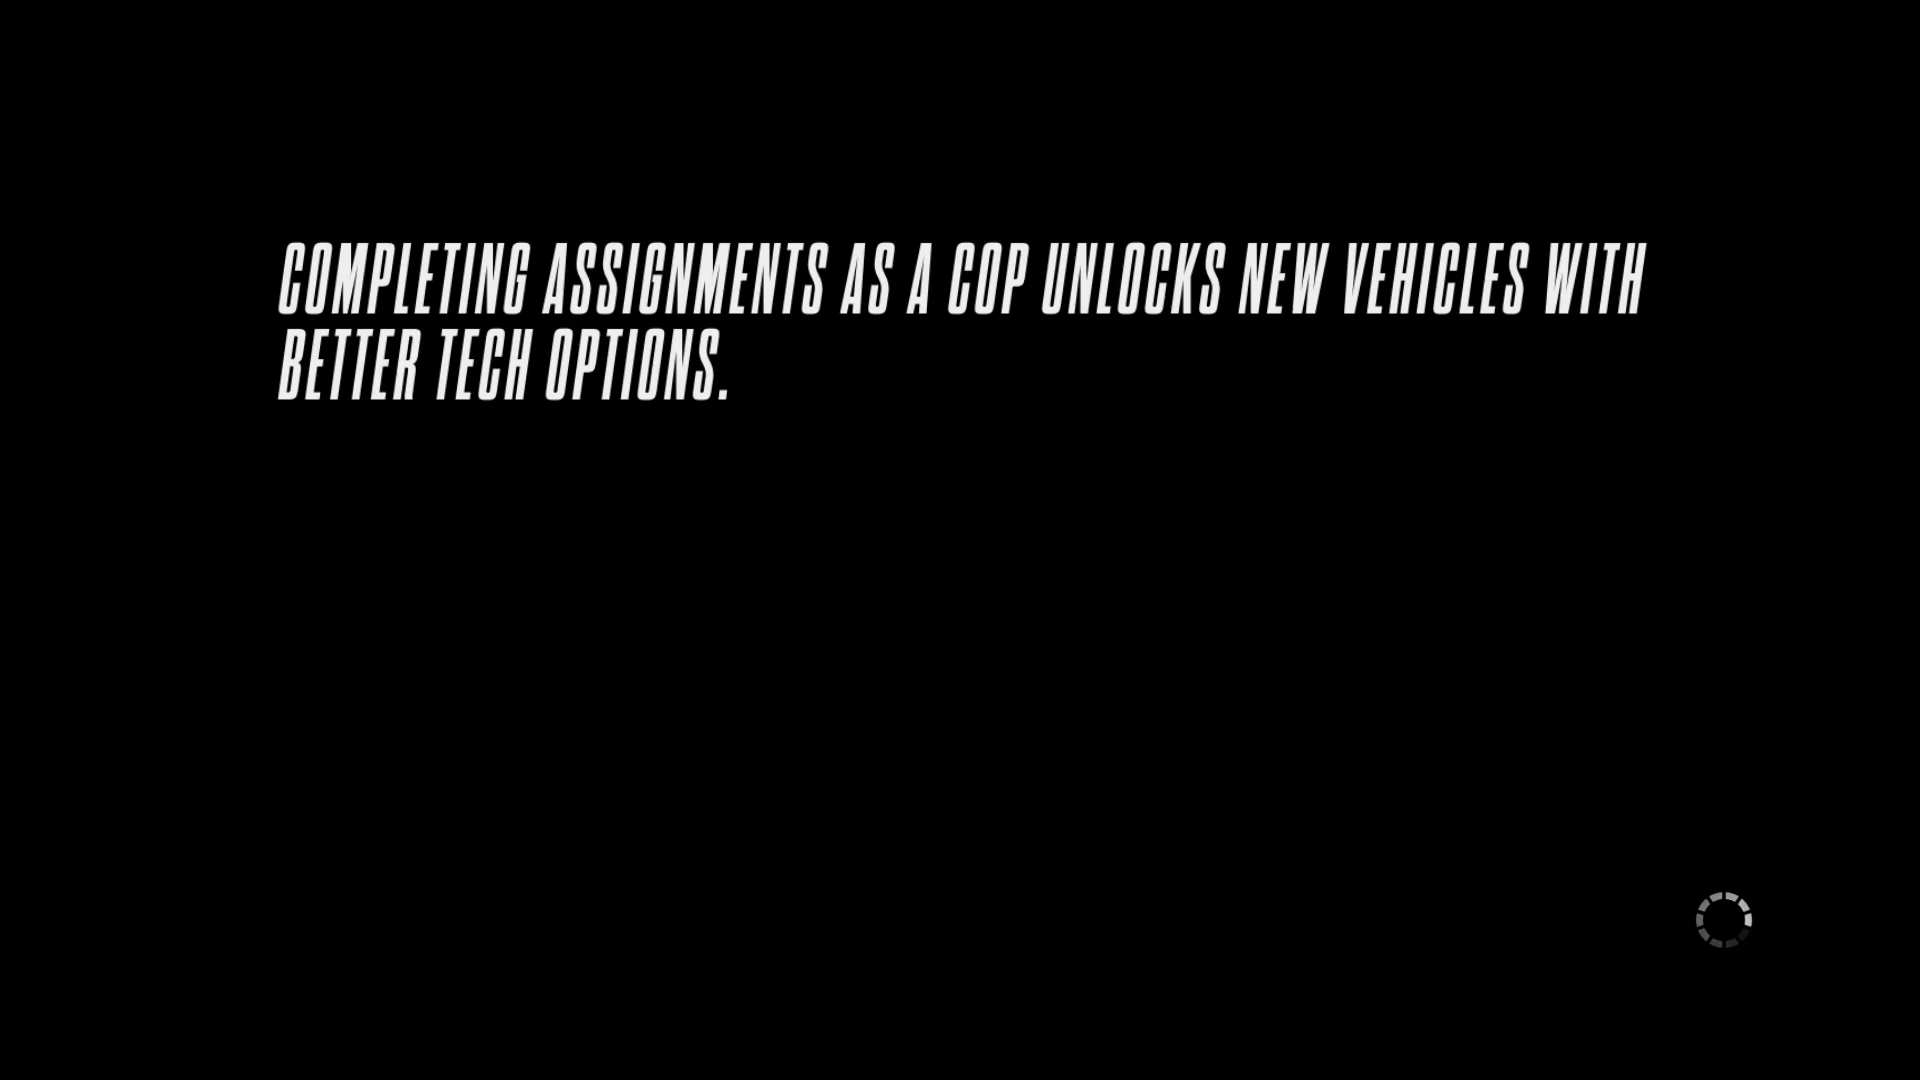 COMPLETING ASSIGNMENTS AS A COP UNLOCKS NEW VEHICLES WITH
BETTER TECH OPTIONS.